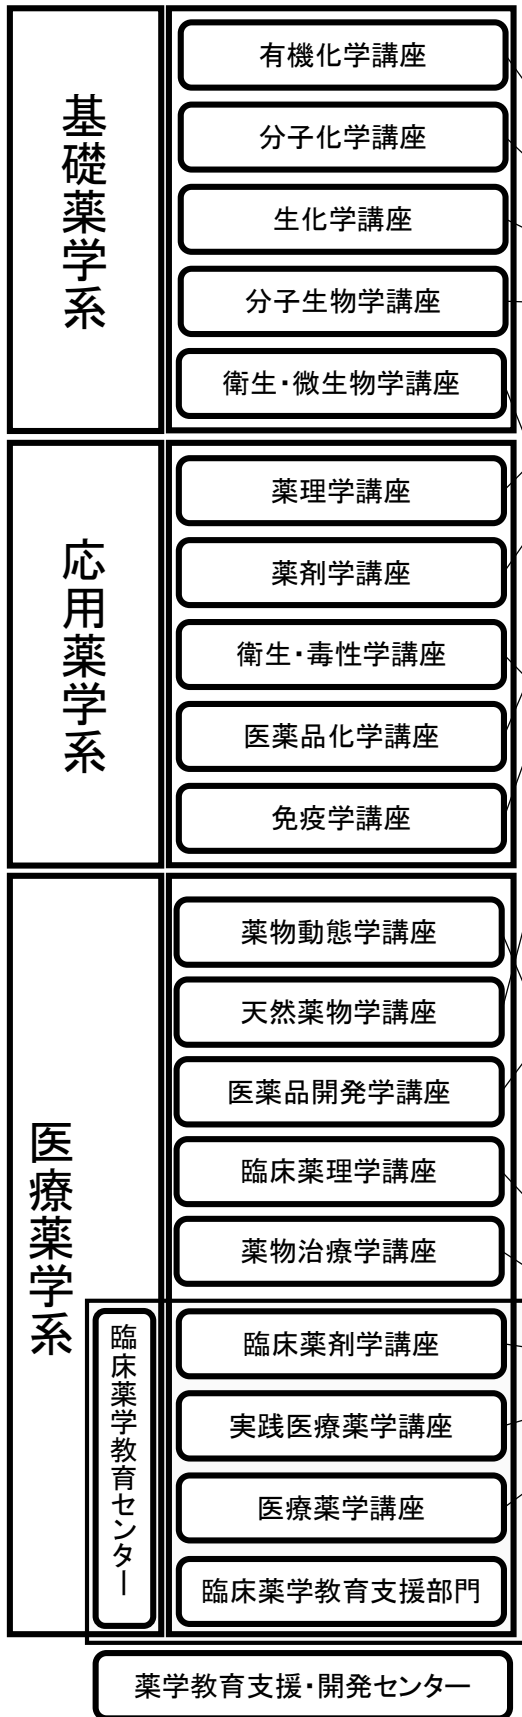 基礎薬学系
有機化学講座
分子化学講座
生化学講座
分子生物学講座
衛生・微生物学講座
応用薬学系
薬理学講座
薬剤学講座
衛生・毒性学講座
医薬品化学講座
免疫学講座
医療薬学系
薬物動態学講座
天然薬物学講座
医薬品開発学講座
臨床薬理学講座
薬物治療学講座
臨床薬学教育センター
臨床薬剤学講座
実践医療薬学講座
医療薬学講座
臨床薬学教育支援部門
薬学教育支援・開発センター